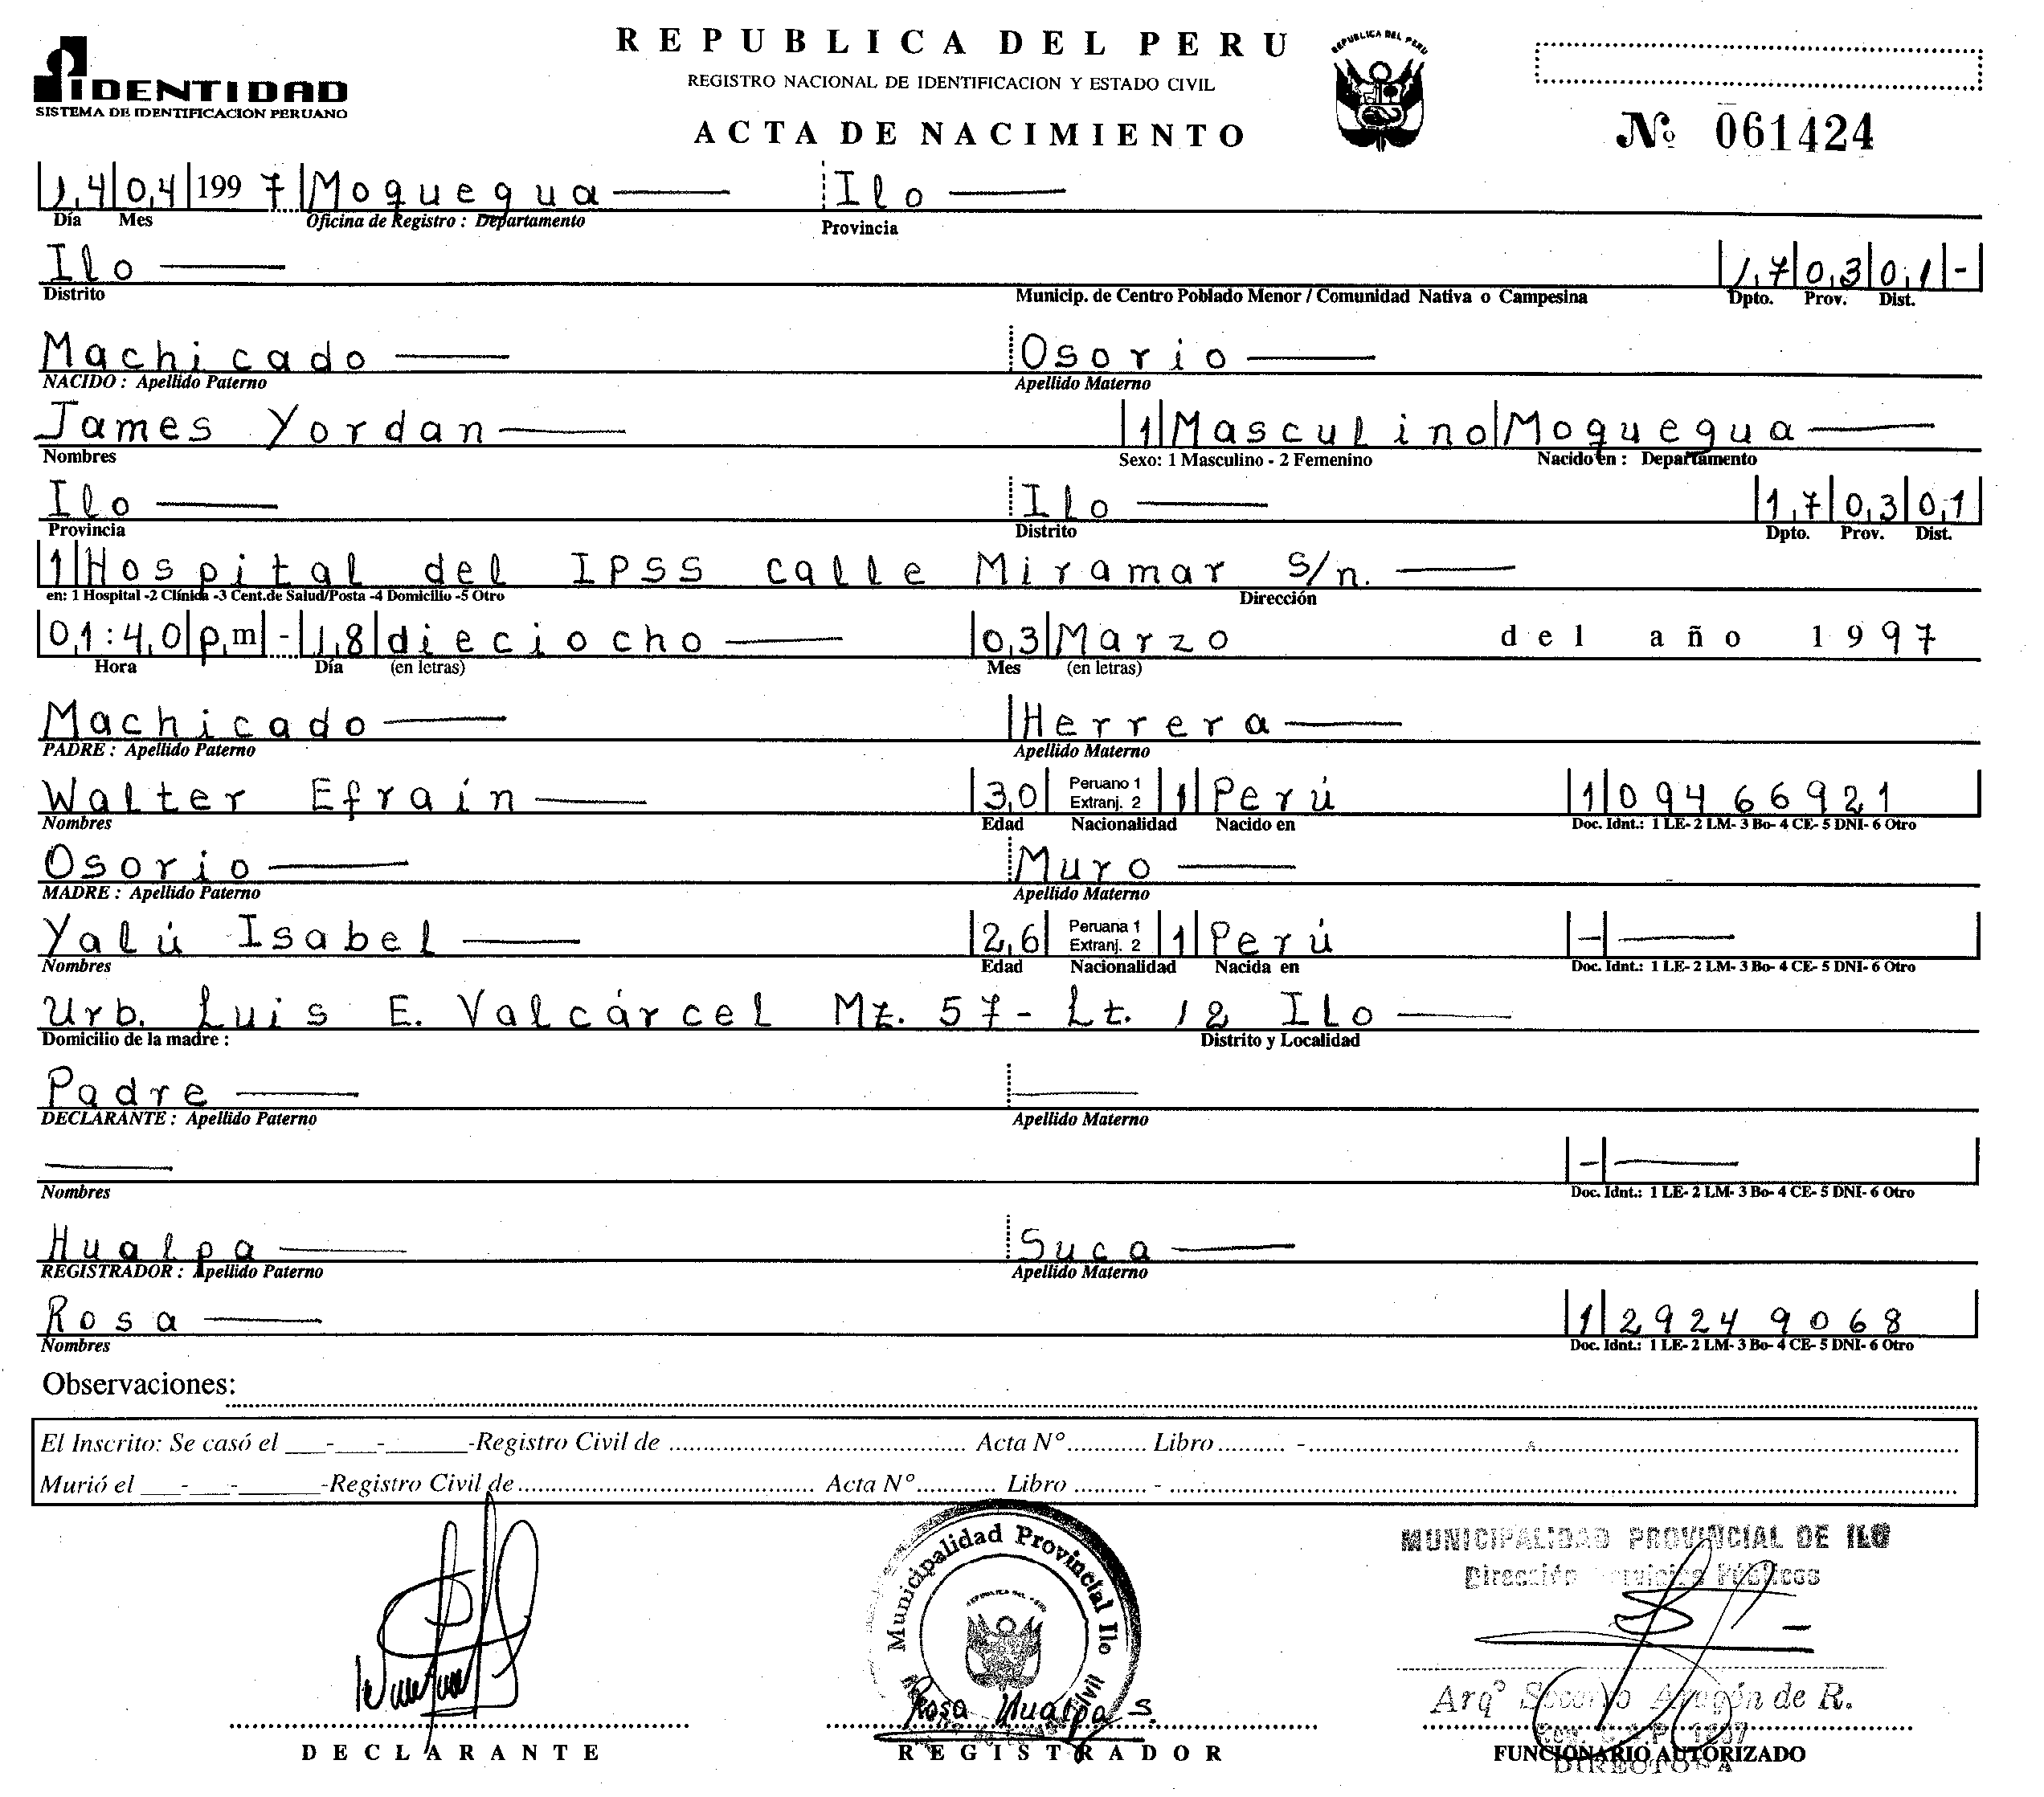 IDENTIDAD
SISTEMA DE IDENTIFICACION PERUANO
REPUBLICA DEL PERU
REGISTRO NACIONAL DE IDENTIFICACION Y ESTADO CIVIL
ACTA DE NACIMIENTO
REPUBLICA DEL PERU
Nº 061424
14 04 1997 Moquegua Ilo
Día Mes Oficina de Registro : Departamento Provincia
Ilo 17 03 01 -
Distrito Municip. de Centro Poblado Menor / Comunidad Nativa o Campesina Dpto. Prov. Dist.
Machicado Osorio
NACIDO : Apellido Paterno Apellido Materno
James Yordan 1 Masculino Moquegua
Nombres Sexo: 1 Masculino - 2 Femenino Nacido en : Departamento
Ilo Ilo 17 03 01
Provincia Distrito Dpto. Prov. Dist.
1 Hospital del IPSS calle Miramar S/n.
en: 1 Hospital -2 Clínica -3 Cent.de Salud/Posta -4 Domicilio -5 Otro Dirección
01:40 p.m - 18 dieciocho 03 Marzo del año 1997
Hora Día (en letras) Mes (en letras)
Machicado Herrera
PADRE : Apellido Paterno Apellido Materno
Walter Efraín 30 Peruano 1 Extranj. 2 1 Perú 1 09466921
Nombres Edad Nacionalidad Nacido en Doc. Idnt.: 1 LE- 2 LM- 3 Bo- 4 CE- 5 DNI- 6 Otro
Osorio Muro
MADRE : Apellido Paterno Apellido Materno
Yalú Isabel 26 Peruana 1 Extranj. 2 1 Perú -
Nombres Edad Nacionalidad Nacida en Doc. Idnt.: 1 LE- 2 LM- 3 Bo- 4 CE- 5 DNI- 6 Otro
Urb. Luis E. Valcárcel Mz. 57- Lt. 12 Ilo
Domicilio de la madre : Distrito y Localidad
Padre
DECLARANTE : Apellido Paterno Apellido Materno
-
Nombres Doc. Idnt.: 1 LE- 2 LM- 3 Bo- 4 CE- 5 DNI- 6 Otro
Hualpa Suca
REGISTRADOR : Apellido Paterno Apellido Materno
Rosa 1 29249068
Nombres Doc. Idnt.: 1 LE- 2 LM- 3 Bo- 4 CE- 5 DNI- 6 Otro
Observaciones:
El Inscrito: Se casó el - - -Registro Civil de Acta Nº Libro -
Murió el - - -Registro Civil de Acta Nº Libro -
Municipalidad Provincial Ilo
MUNICIPALIDAD PROVINCIAL DE ILO
Dirección Servicios Públicos
Rosa Hualpa S.
Arqº Socorro Aragón de R.
DECLARANTE REGISTRADOR FUNCIONARIO AUTORIZADO
DIRECTORA